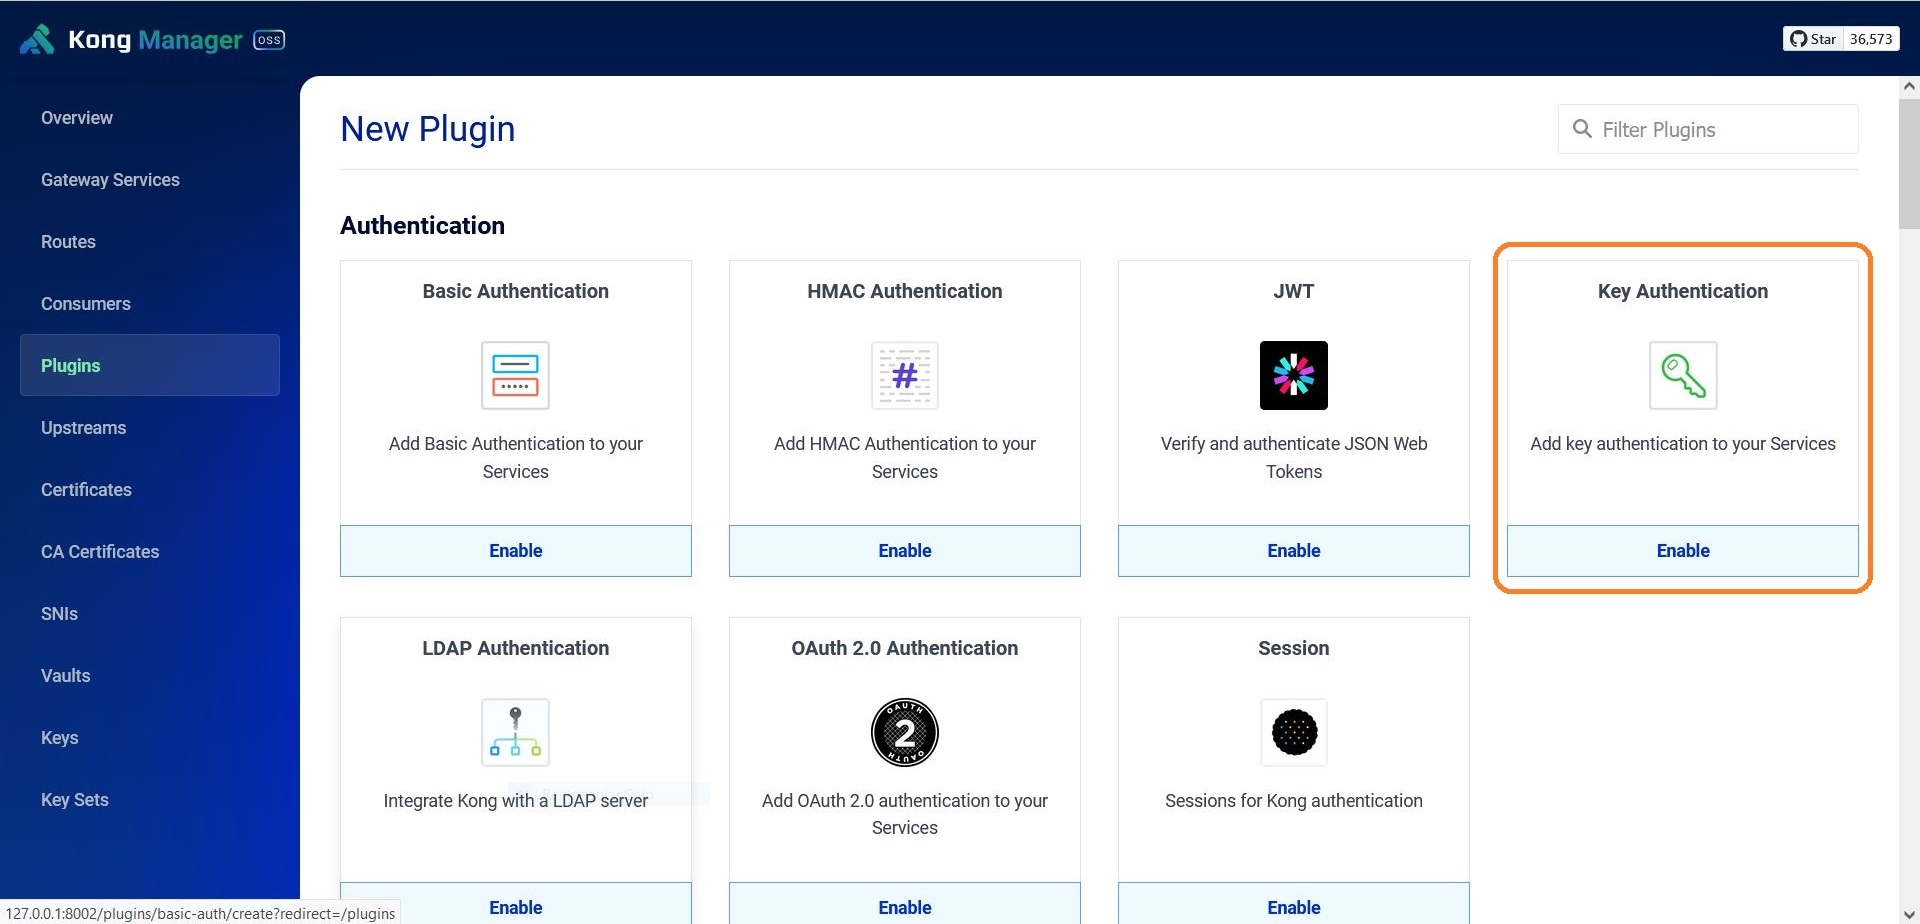 Kong Manager OSS
Star 36,573
Overview
Gateway Services
Routes
Consumers
Plugins
Upstreams
Certificates
CA Certificates
SNIs
Vaults
Keys
Key Sets
New Plugin
Filter Plugins
Authentication
Basic Authentication
Add Basic Authentication to your
Services
Enable
HMAC Authentication
#
Add HMAC Authentication to your
Services
Enable
JWT
Verify and authenticate JSON Web
Tokens
Enable
Key Authentication
Add key authentication to your Services
Enable
LDAP Authentication
Integrate Kong with a LDAP server
Enable
OAuth 2.0 Authentication
OAUTH
2
OAUTH
Add OAuth 2.0 authentication to your
Services
Enable
Session
Sessions for Kong authentication
Enable
127.0.0.1:8002/plugins/basic-auth/create?redirect=/plugins